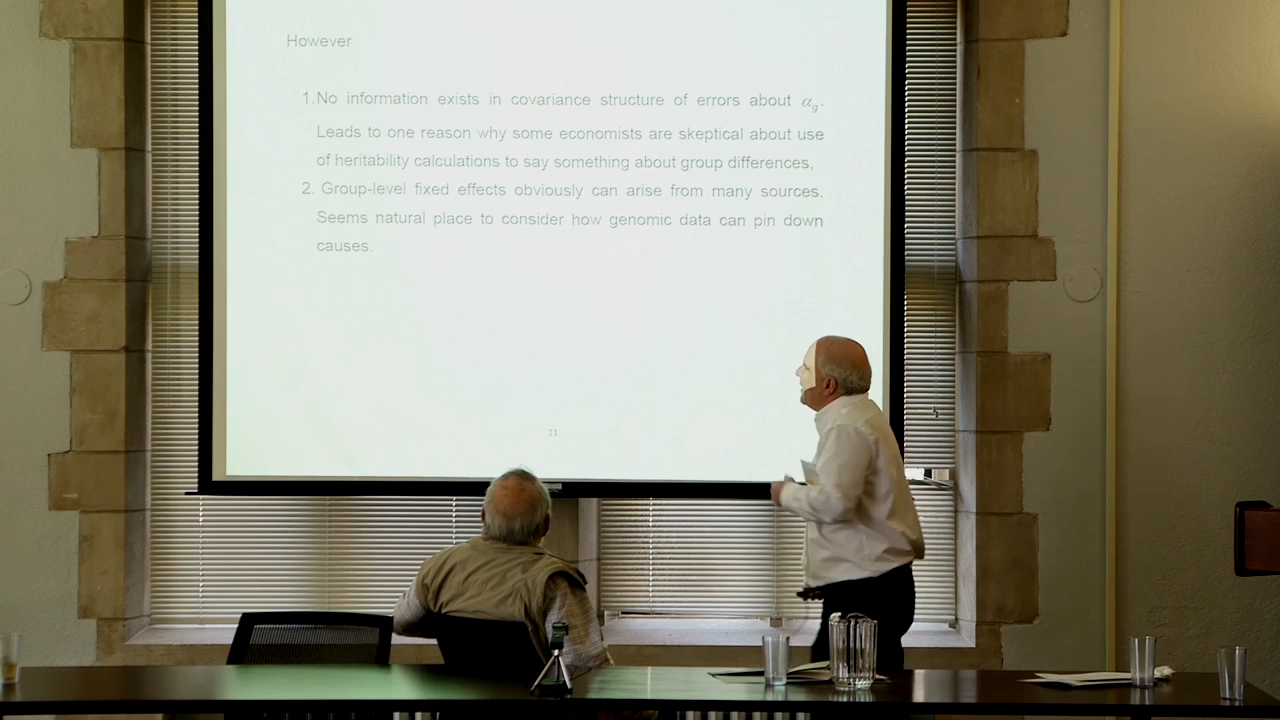 However
1.No information exists in covariance structure of errors about αg.
Leads to one reason why some economists are skeptical about use
of heritability calculations to say something about group differences,
2. Group-level fixed effects obviously can arise from many sources.
Seems natural place to consider how genomic data can pin down
causes.
11